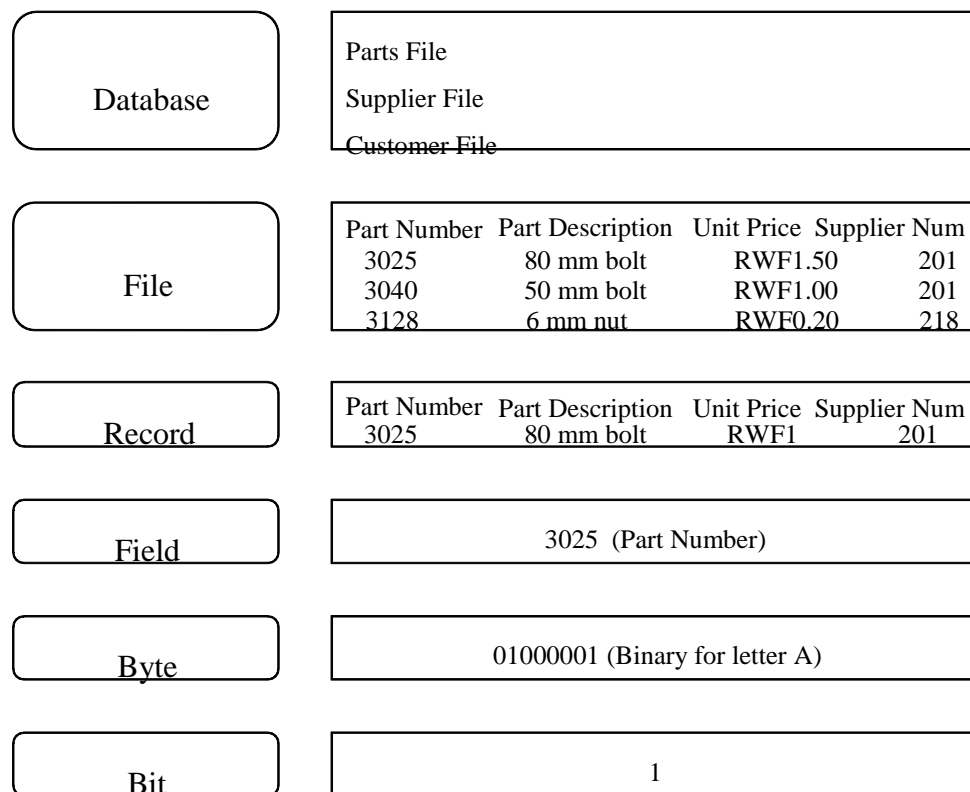 Database
Parts File
Supplier File
Customer File
File
Part Number Part Description Unit Price Supplier Num
3025 80 mm bolt RWF1.50 201
3040 50 mm bolt RWF1.00 201
3128 6 mm nut RWF0.20 218
Record
Part Number Part Description Unit Price Supplier Num
3025 80 mm bolt RWF1 201
Field
3025 (Part Number)
Byte
01000001 (Binary for letter A)
Bit
1